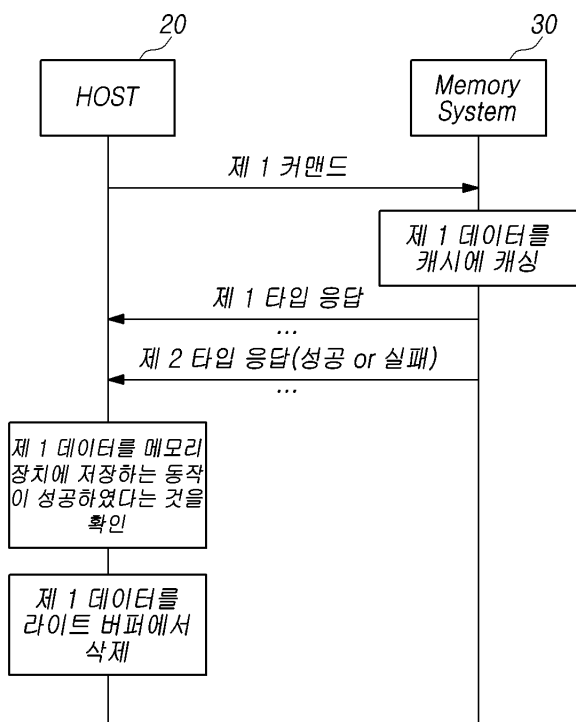 20
30
HOST
Memory
System
제 1 커맨드
제 1 데이터를
캐시에 캐싱
제 1 타입 응답
...
제 2 타입 응답(성공 or 실패)
...
제 1 데이터를 메모리
장치에 저장하는 동작
이 성공하였다는 것을
확인
제 1 데이터를
라이트 버퍼에서
삭제